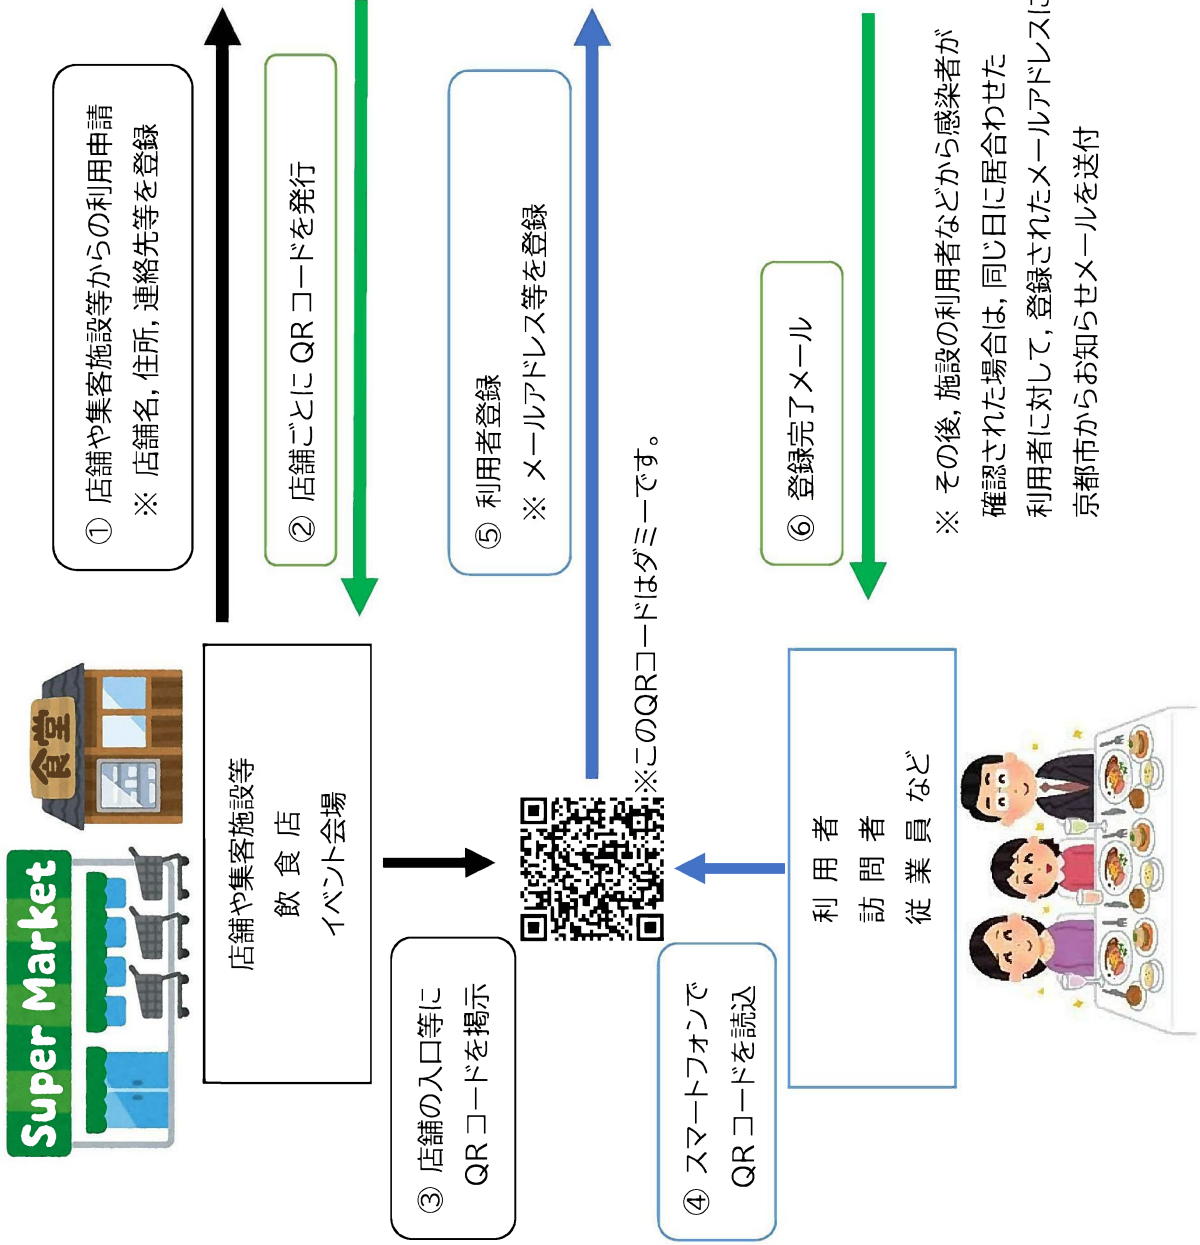 Super Market
食堂
店舗や集客施設等
飲食店
イベント会場
① 店舗や集客施設等からの利用申請
※ 店舗名,住所,連絡先等を登録
② 店舗ごとに QR コードを発行
③ 店舗の入口等に
QR コードを掲示
④ スマートフォンで
QR コードを読込
⑤ 利用者登録
※ メールアドレス等を登録
※このQRコードはダミーです。
利用者
訪問者
従業員 など
⑥ 登録完了メール
※ その後,施設の利用者などから感染者が
確認された場合は,同じ日に居合わせた
利用者に対して,登録されたメールアドレスに
京都市からお知らせメールを送付